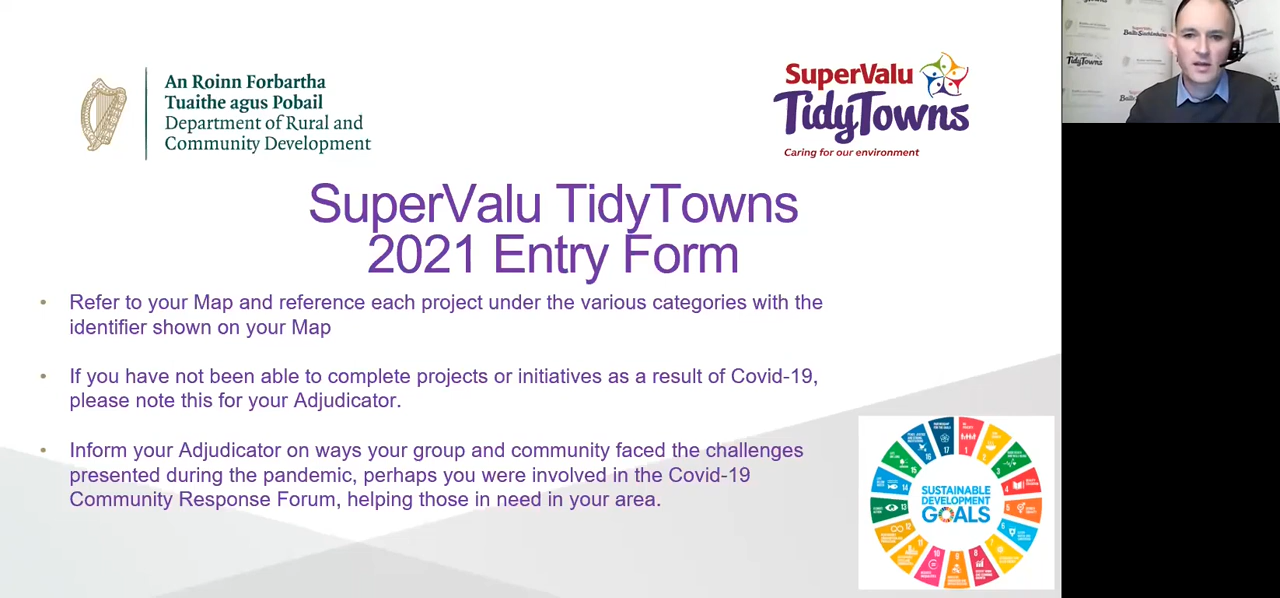 An Roinn Forbartha
Tuaithe agus Pobail
Department of Rural and
Community Development
SuperValu
TidyTowns
Caring for our environment
SuperValu TidyTowns
2021 Entry Form
• Refer to your Map and reference each project under the various categories with the
identifier shown on your Map
• If you have not been able to complete projects or initiatives as a result of Covid-19,
please note this for your Adjudicator.
• Inform your Adjudicator on ways your group and community faced the challenges
presented during the pandemic, perhaps you were involved in the Covid-19
Community Response Forum, helping those in need in your area.
SUSTAINABLE
DEVELOPMENT
GOALS